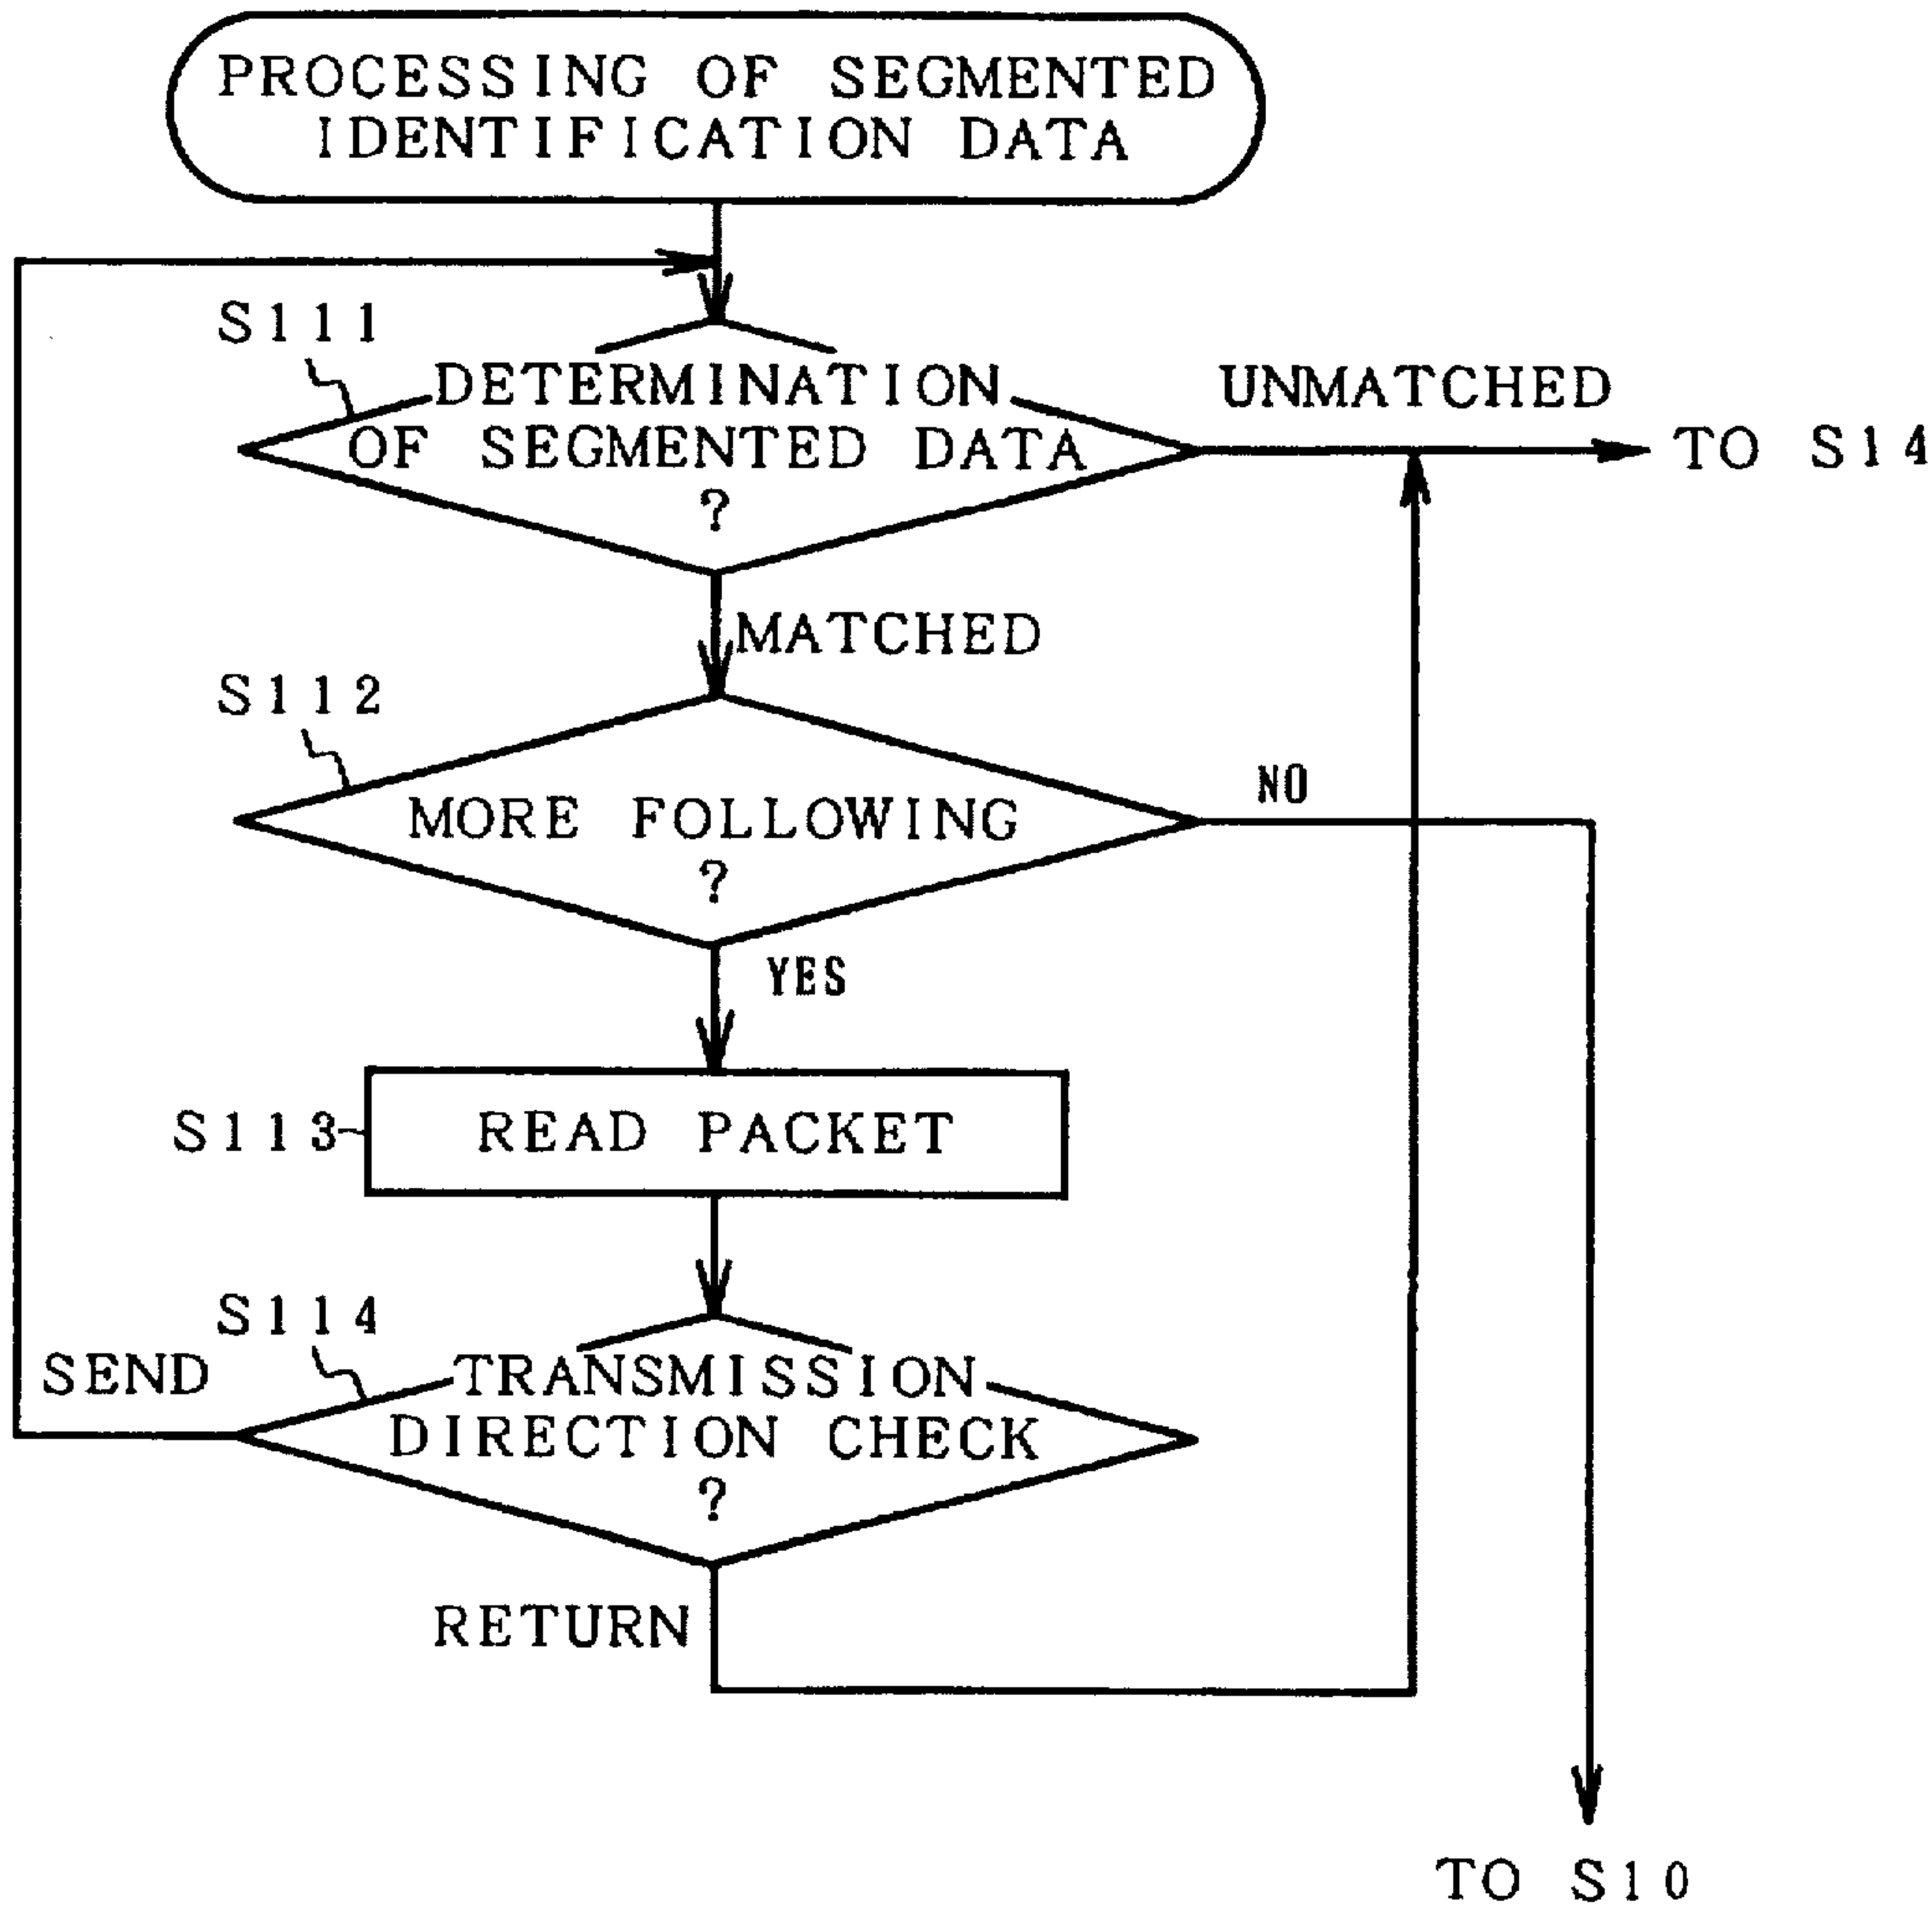 PROCESSING OF SEGMENTED
IDENTIFICATION DATA
S111
DETERMINATION
OF SEGMENTED DATA
?
UNMATCHED
TO S14
MATCHED
S112
MORE FOLLOWING
?
NO
YES
S113
READ PACKET
S114
SEND
TRANSMISSION
DIRECTION CHECK
?
RETURN
TO S10